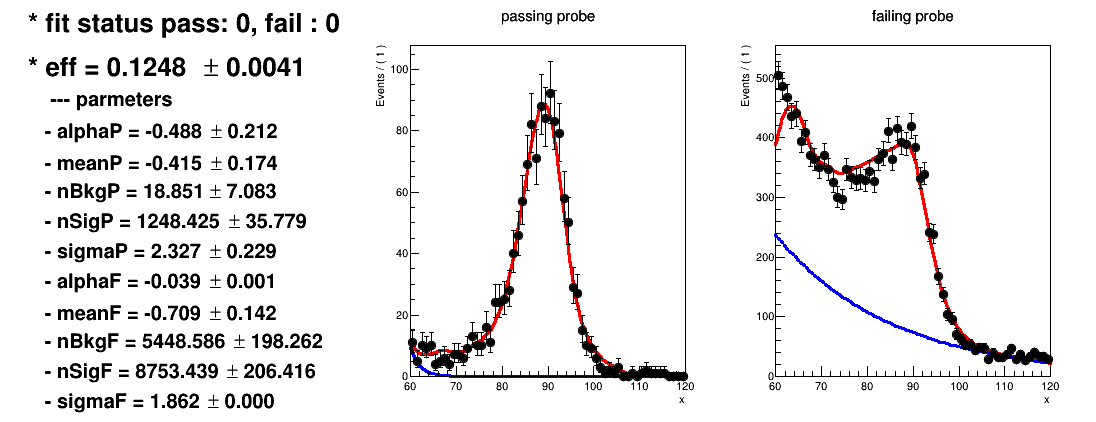 * fit status pass: 0, fail : 0
* eff = 0.1248 ± 0.0041
--- parmeters
- alphaP = -0.488 ± 0.212
- meanP = -0.415 ± 0.174
- nBkgP = 18.851 ± 7.083
- nSigP = 1248.425 ± 35.779
- sigmaP = 2.327 ± 0.229
- alphaF = -0.039 ± 0.001
- meanF = -0.709 ± 0.142
- nBkgF = 5448.586 ± 198.262
- nSigF = 8753.439 ± 206.416
- sigmaF = 1.862 ± 0.000
passing probe
Events / ( 1 )
100
80
60
40
20
0
60 70 80 90 100 110 120
x
failing probe
Events / ( 1 )
500
400
300
200
100
0
60 70 80 90 100 110 120
x